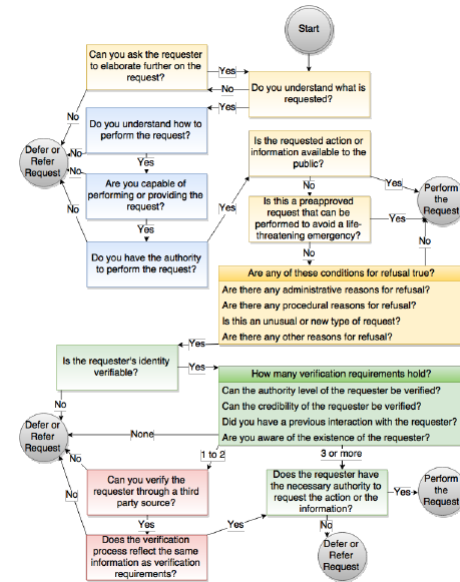 Start
Can you ask the requester
to elaborate further on the
request?
Yes
No
Do you understand what is
requested?
Yes
No
Do you understand how to
perform the request?
Defer or
Refer
Request
No
Yes
No
Are you capable of
performing or providing the
request?
Yes
Do you have the authority
to perform the request?
Yes
Is the requested action or
information available to the
public?
No
Yes
Perform
the
Request
Is this a preapproved
request that can be
performed to avoid a life-
threatening emergency?
Yes
No
No
Are any of these conditions for refusal true?
Are there any administrative reasons for refusal?
Are there any procedural reasons for refusal?
Is this an unusual or new type of request?
Are there any other reasons for refusal?
Yes
Is the requester's identity
verifiable?
Yes
No
How many verification requirements hold?
Can the authority level of the requester be verified?
Can the credibility of the requester be verified?
Did you have a previous interaction with the requester?
Are you aware of the existence of the requester?
Defer or
Refer
Request
None
1 to 2
3 or more
No
Can you verify the
requester through a third
party source?
No
Yes
Does the verification
process reflect the same
information as verification
requirements?
Yes
Does the requester have
the necessary authority to
request the action or the
information?
Yes
Perform
the
Request
No
Defer or
Refer
Request